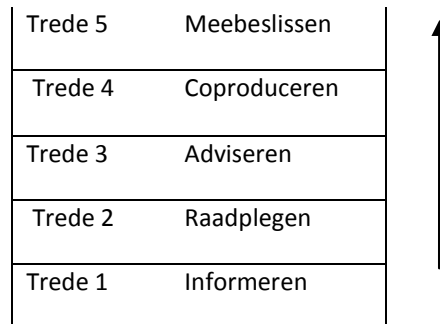 Trede 5 Meebeslissen
Trede 4 Coproduceren
Trede 3 Adviseren
Trede 2 Raadplegen
Trede 1 Informeren